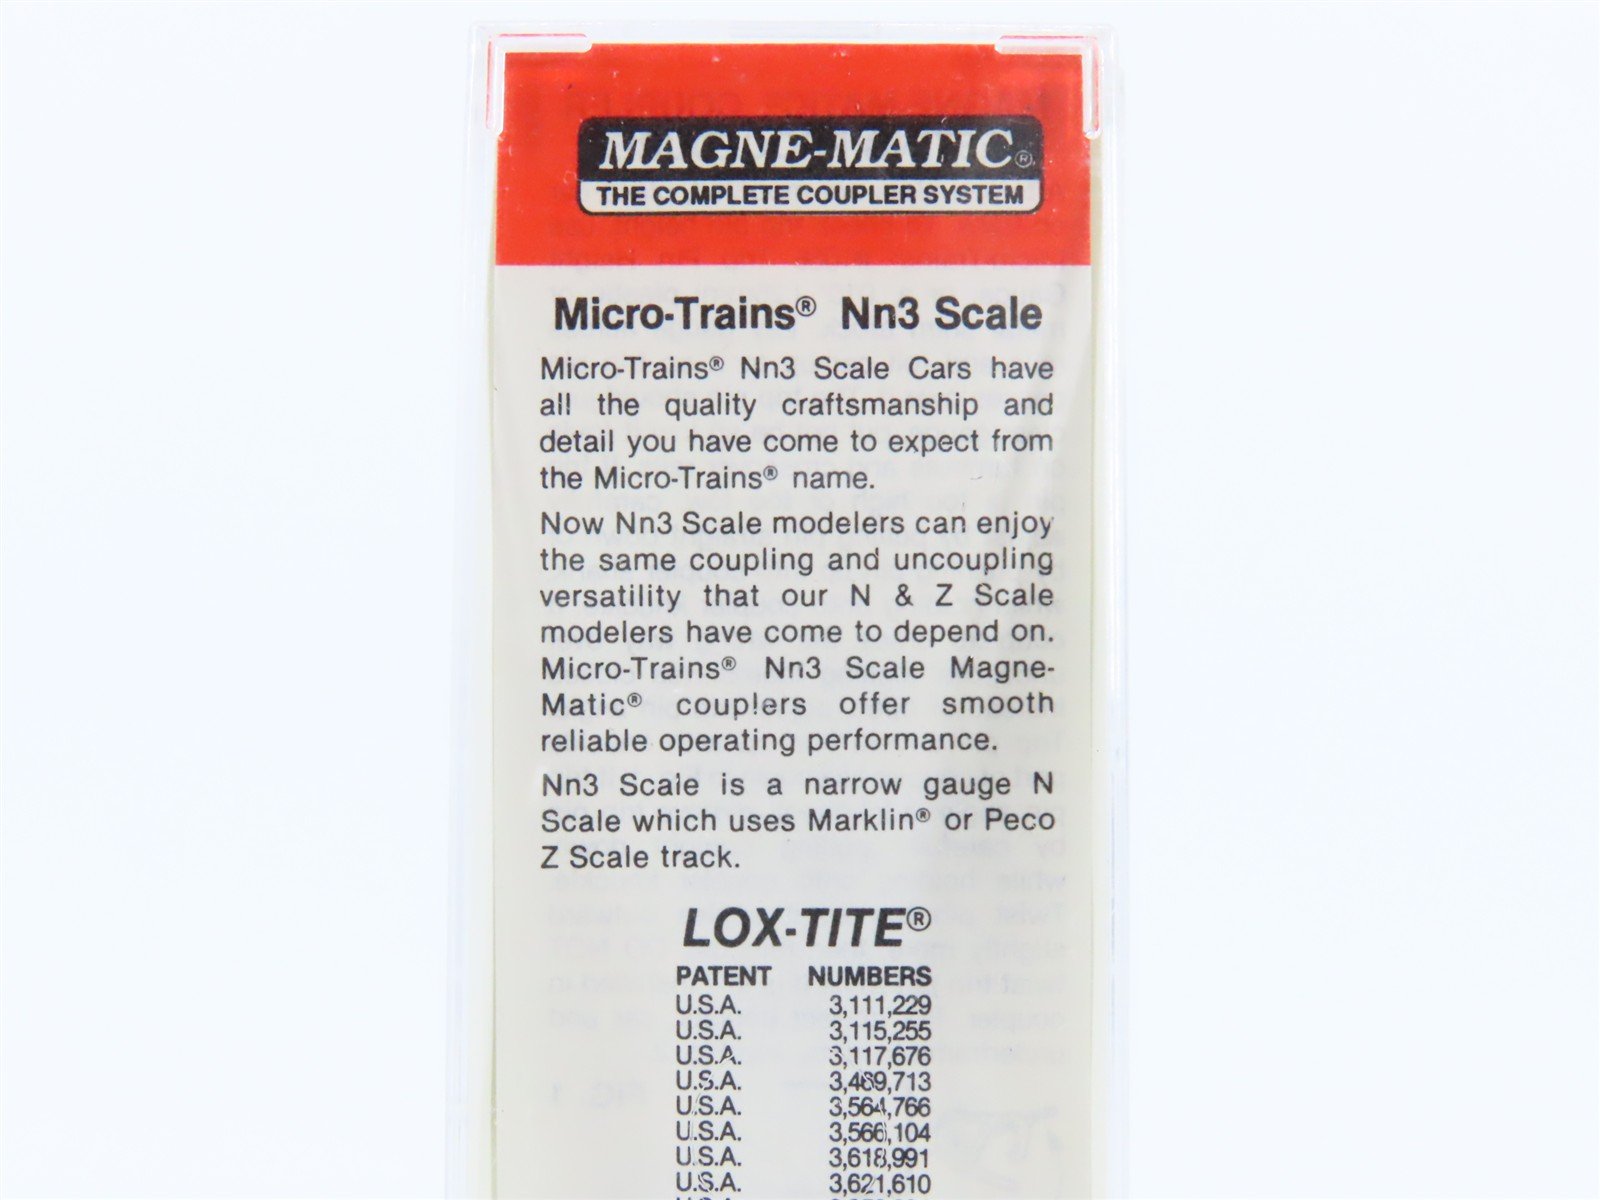 MAGNE-MATIC®
THE COMPLETE COUPLER SYSTEM
Micro-Trains® Nn3 Scale
Micro-Trains® Nn3 Scale Cars have
all the quality craftsmanship and
detail you have come to expect from
the Micro-Trains® name.
Now Nn3 Scale modelers can enjoy
the same coupling and uncoupling
versatility that our N & Z Scale
modelers have come to depend on.
Micro-Trains® Nn3 Scale Magne-
Matic® couplers offer smooth
reliable operating performance.
Nn3 Scale is a narrow gauge N
Scale which uses Marklin® or Peco
Z Scale track.
LOX-TITE®
PATENT NUMBERS
U.S.A. 3,111,229
U.S.A. 3,115,255
U.S.A. 3,117,676
U.S.A. 3,469,713
U.S.A. 3,564,766
U.S.A. 3,566,104
U.S.A. 3,618,991
U.S.A. 3,621,610